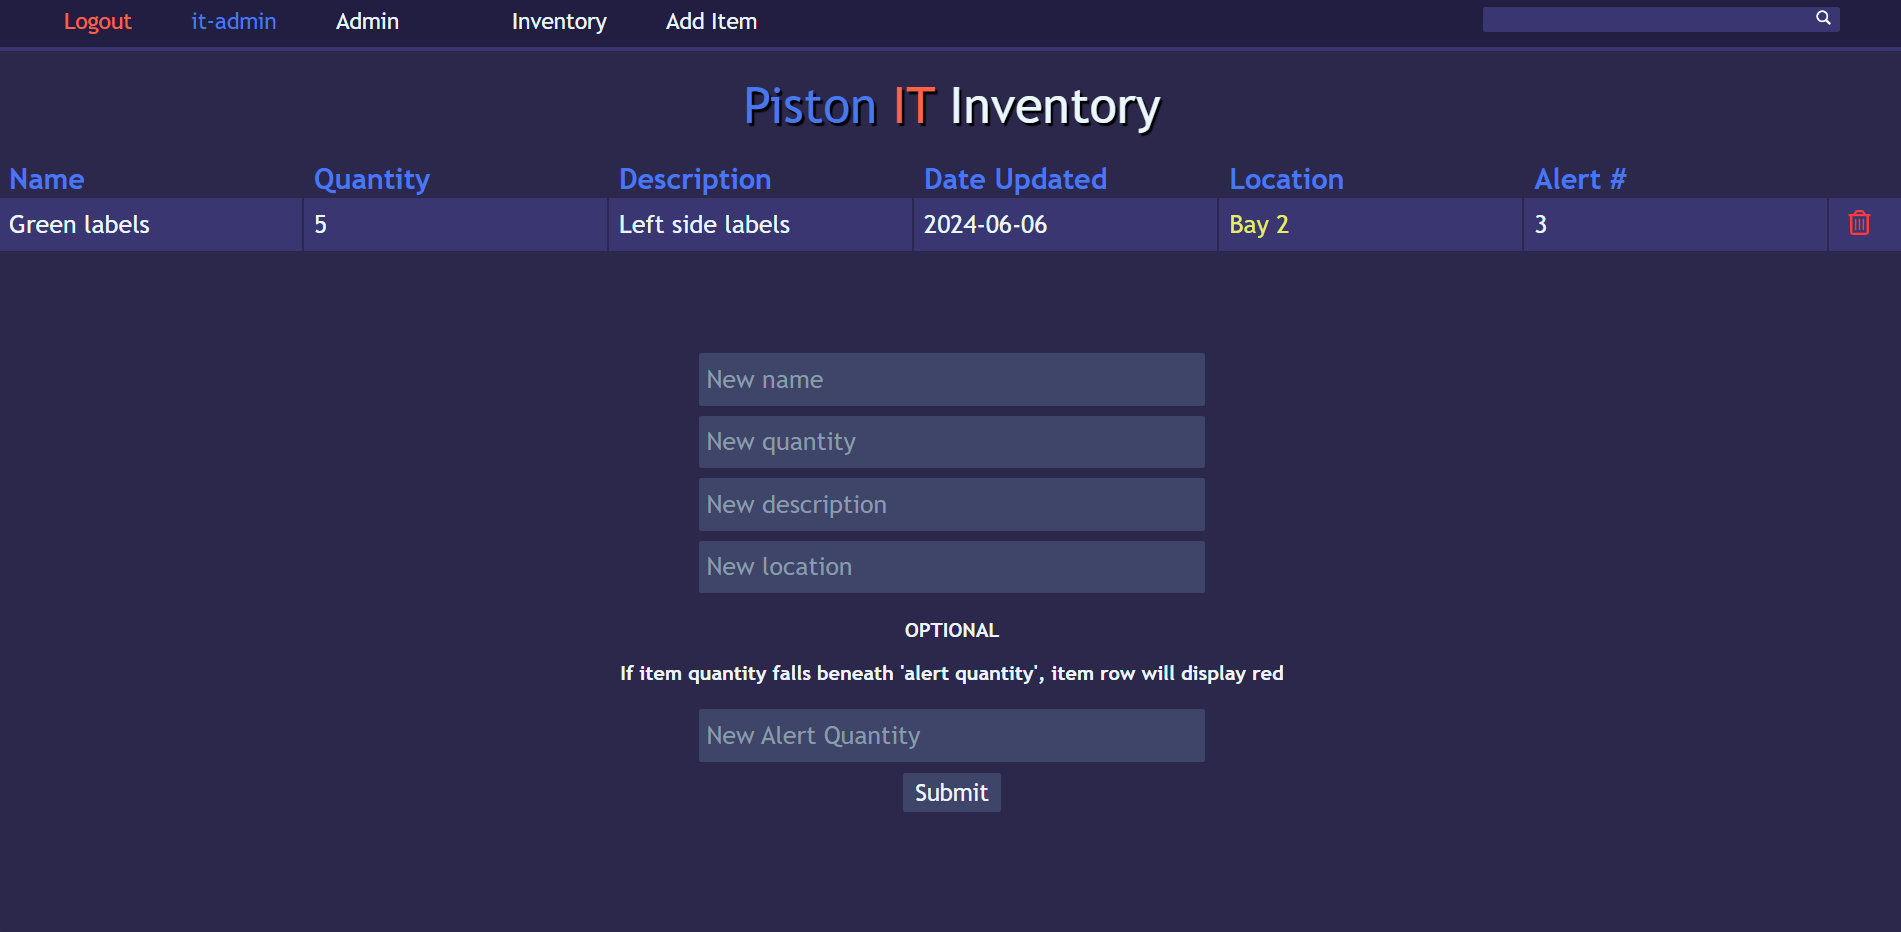 Logout it-admin Admin Inventory Add Item
Piston IT Inventory
Name Quantity Description Date Updated Location Alert #
Green labels 5 Left side labels 2024-06-06 Bay 2 3
New name
New quantity
New description
New location
OPTIONAL
If item quantity falls beneath 'alert quantity', item row will display red
New Alert Quantity
Submit